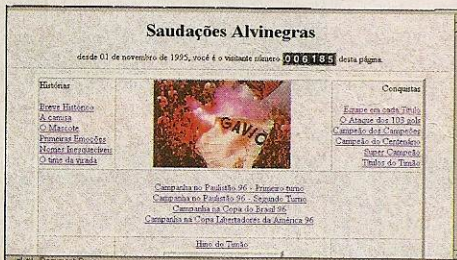 Saudações Alvinegras
desde 01 de novembro de 1995, você é o visitante número 006185 desta página.
Histórias
Breve Histórico
A camisa
O Mascote
Primeiras Emoções
Nomes Inesquecíveis
O time da virada
GAVIÕ
Conquistas
Equipe em cada Título
O Ataque dos 103 gols
Campeão dos Campeões
Campeão do Centenário
Super Campeão
Títulos do Timão
Campanha no Paulistão 96 - Primeiro turno
Campanha no Paulistão 96 - Segundo Turno
Campanha na Copa do Brasil 96
Campanha na Copa Libertadores da América 96
Hino do Timão